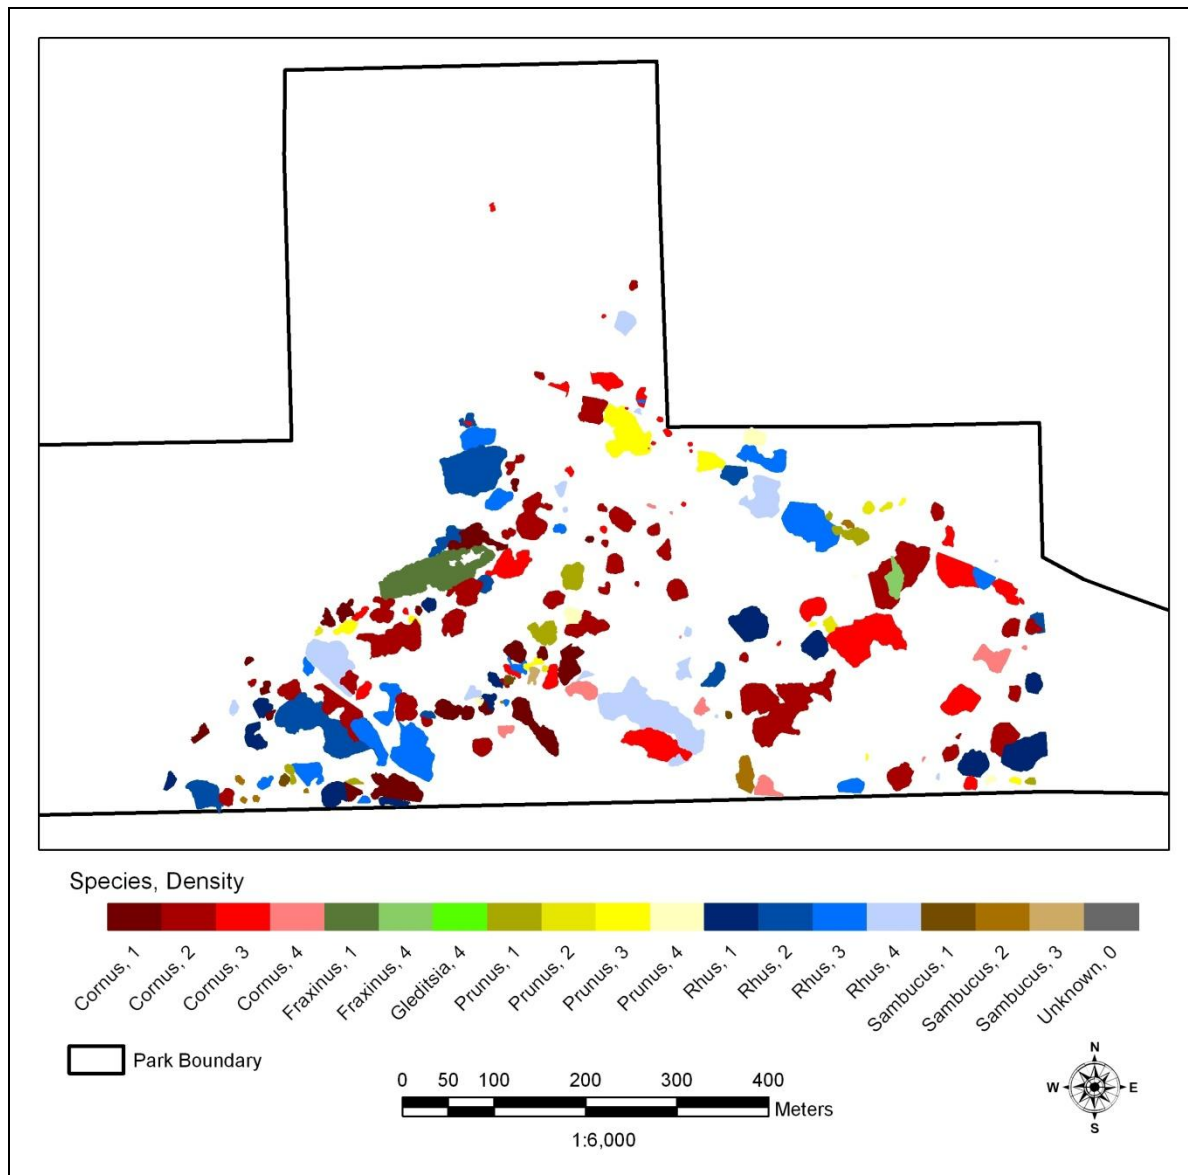 Species, Density
Cornus, 1
Cornus, 2
Cornus, 3
Cornus, 4
Fraxinus, 1
Fraxinus, 4
Gleditsia, 4
Prunus, 1
Prunus, 2
Prunus, 3
Prunus, 4
Rhus, 1
Rhus, 2
Rhus, 3
Rhus, 4
Sambucus, 1
Sambucus, 2
Sambucus, 3
Unknown, 0
Park Boundary
0 50 100 200 300 400
Meters
1:6,000
N
W E
S